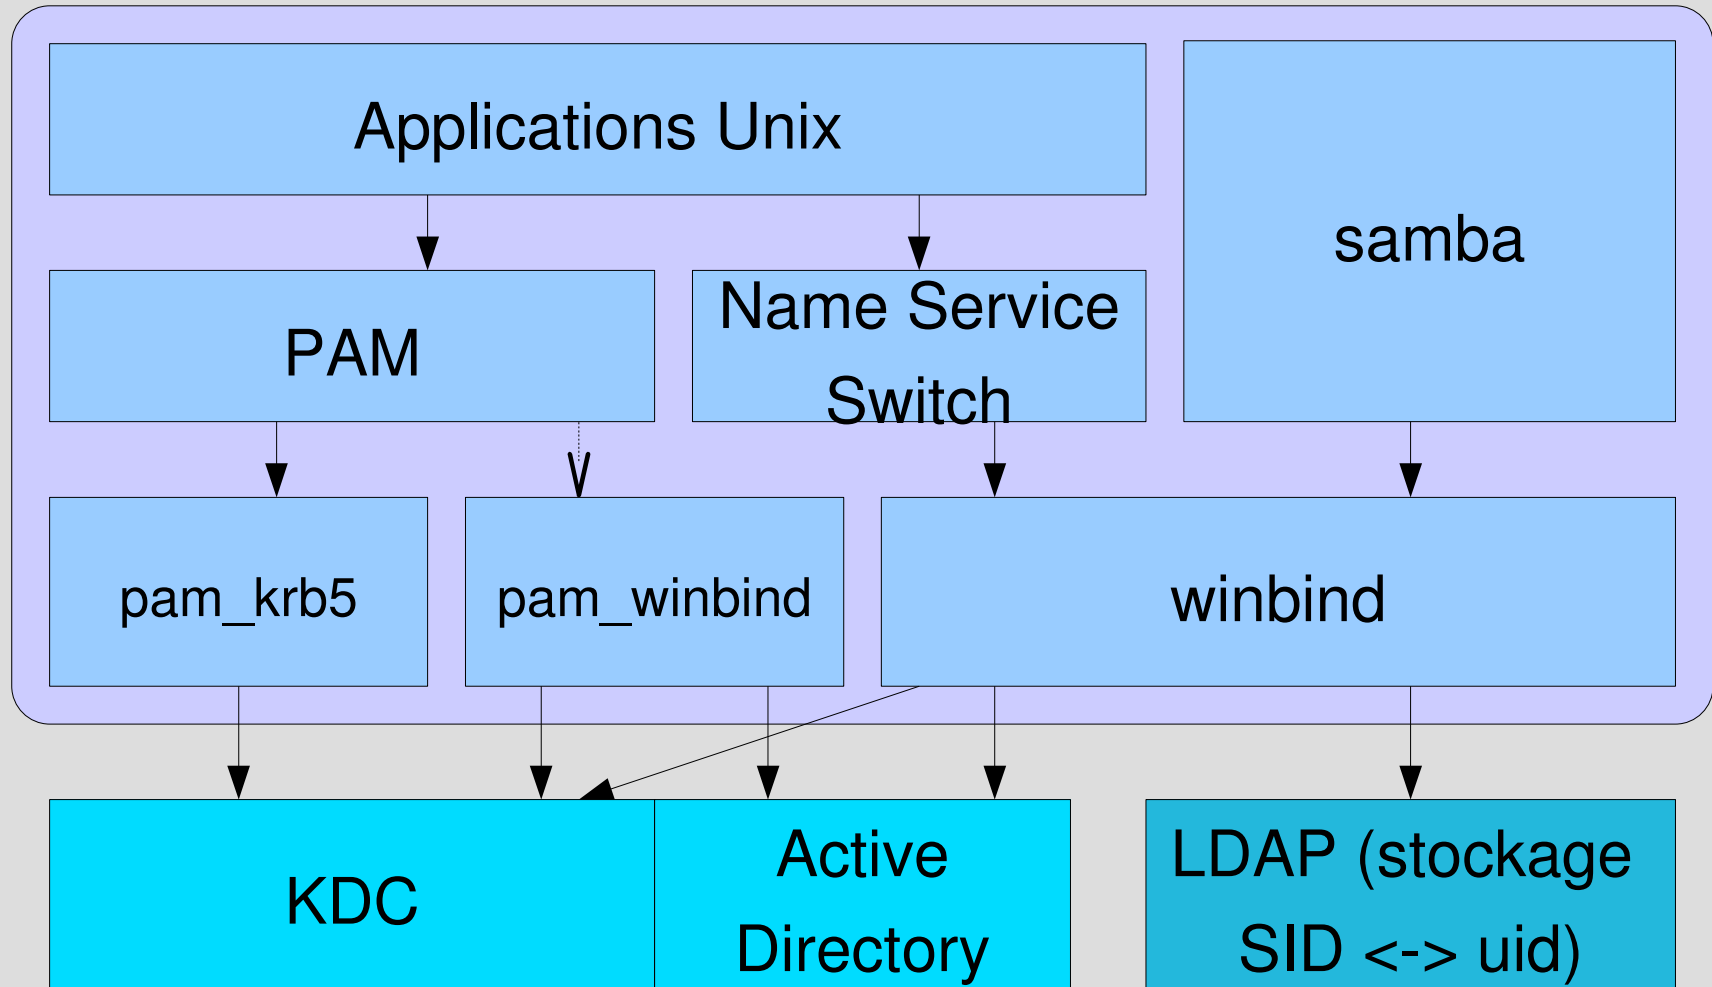 Applications Unix
samba
PAM
Name Service
Switch
pam_krb5
pam_winbind
winbind
KDC
Active
Directory
LDAP (stockage
SID <-> uid)